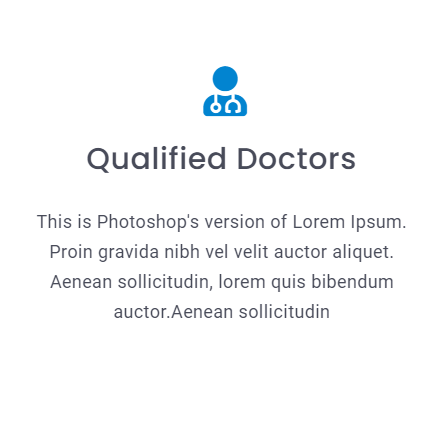 Qualified Doctors
This is Photoshop's version of Lorem Ipsum.
Proin gravida nibh vel velit auctor aliquet.
Aenean sollicitudin, lorem quis bibendum
auctor.Aenean sollicitudin